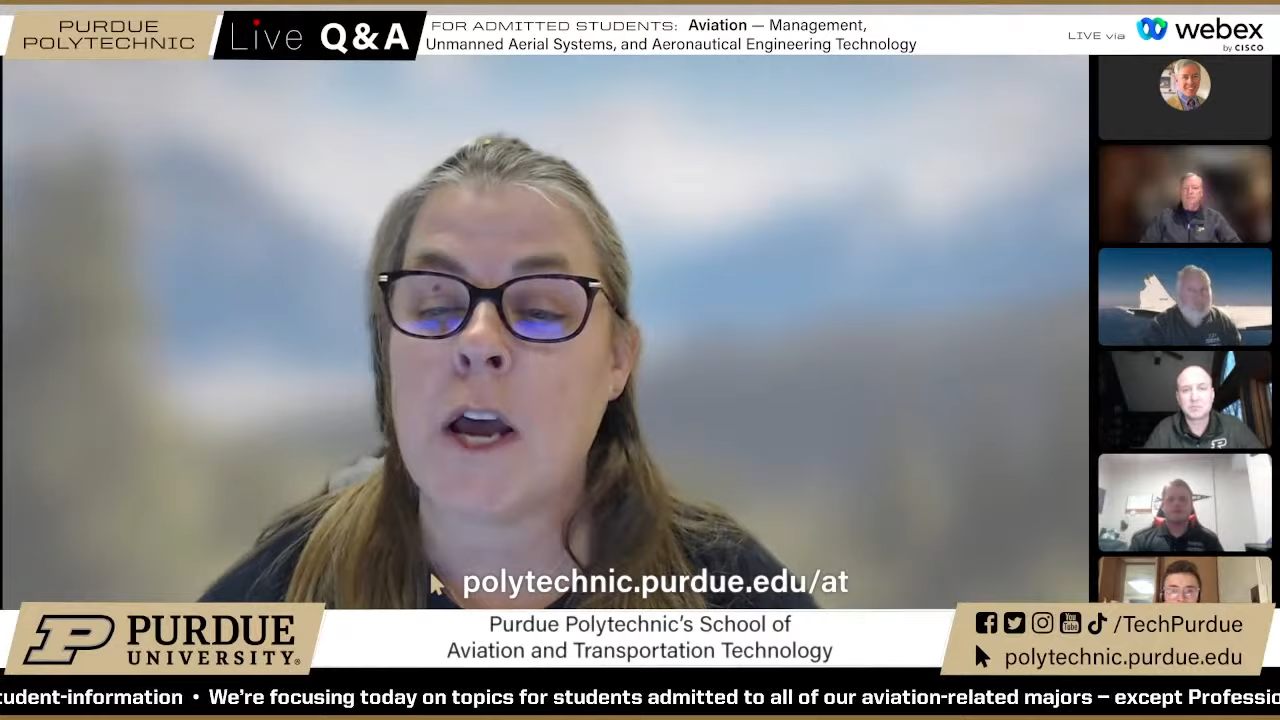 PURDUE
POLYTECHNIC
Live Q&A
FOR ADMITTED STUDENTS: Aviation — Management,
Unmanned Aerial Systems, and Aeronautical Engineering Technology
LIVE via webex
by CISCO
polytechnic.purdue.edu/at
PURDUE
UNIVERSITY®
Purdue Polytechnic's School of
Aviation and Transportation Technology
You
Tube
/TechPurdue
polytechnic.purdue.edu
tudent-information • We're focusing today on topics for students admitted to all of our aviation-related majors – except Professio